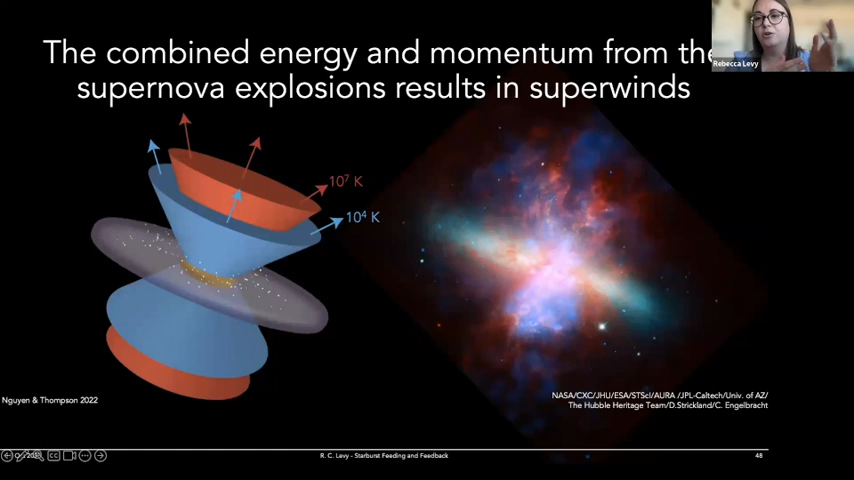 The combined energy and momentum from the
supernova explosions results in superwinds
Rebecca Levy
10⁷ K
10⁴ K
Nguyen & Thompson 2022
NASA/CXC/JHU/ESA/STScI/AURA /JPL-Caltech/Univ. of AZ/
The Hubble Heritage Team/D.Strickland/C. Engelbracht
CC
R. C. Levy - Starburst Feeding and Feedback
48